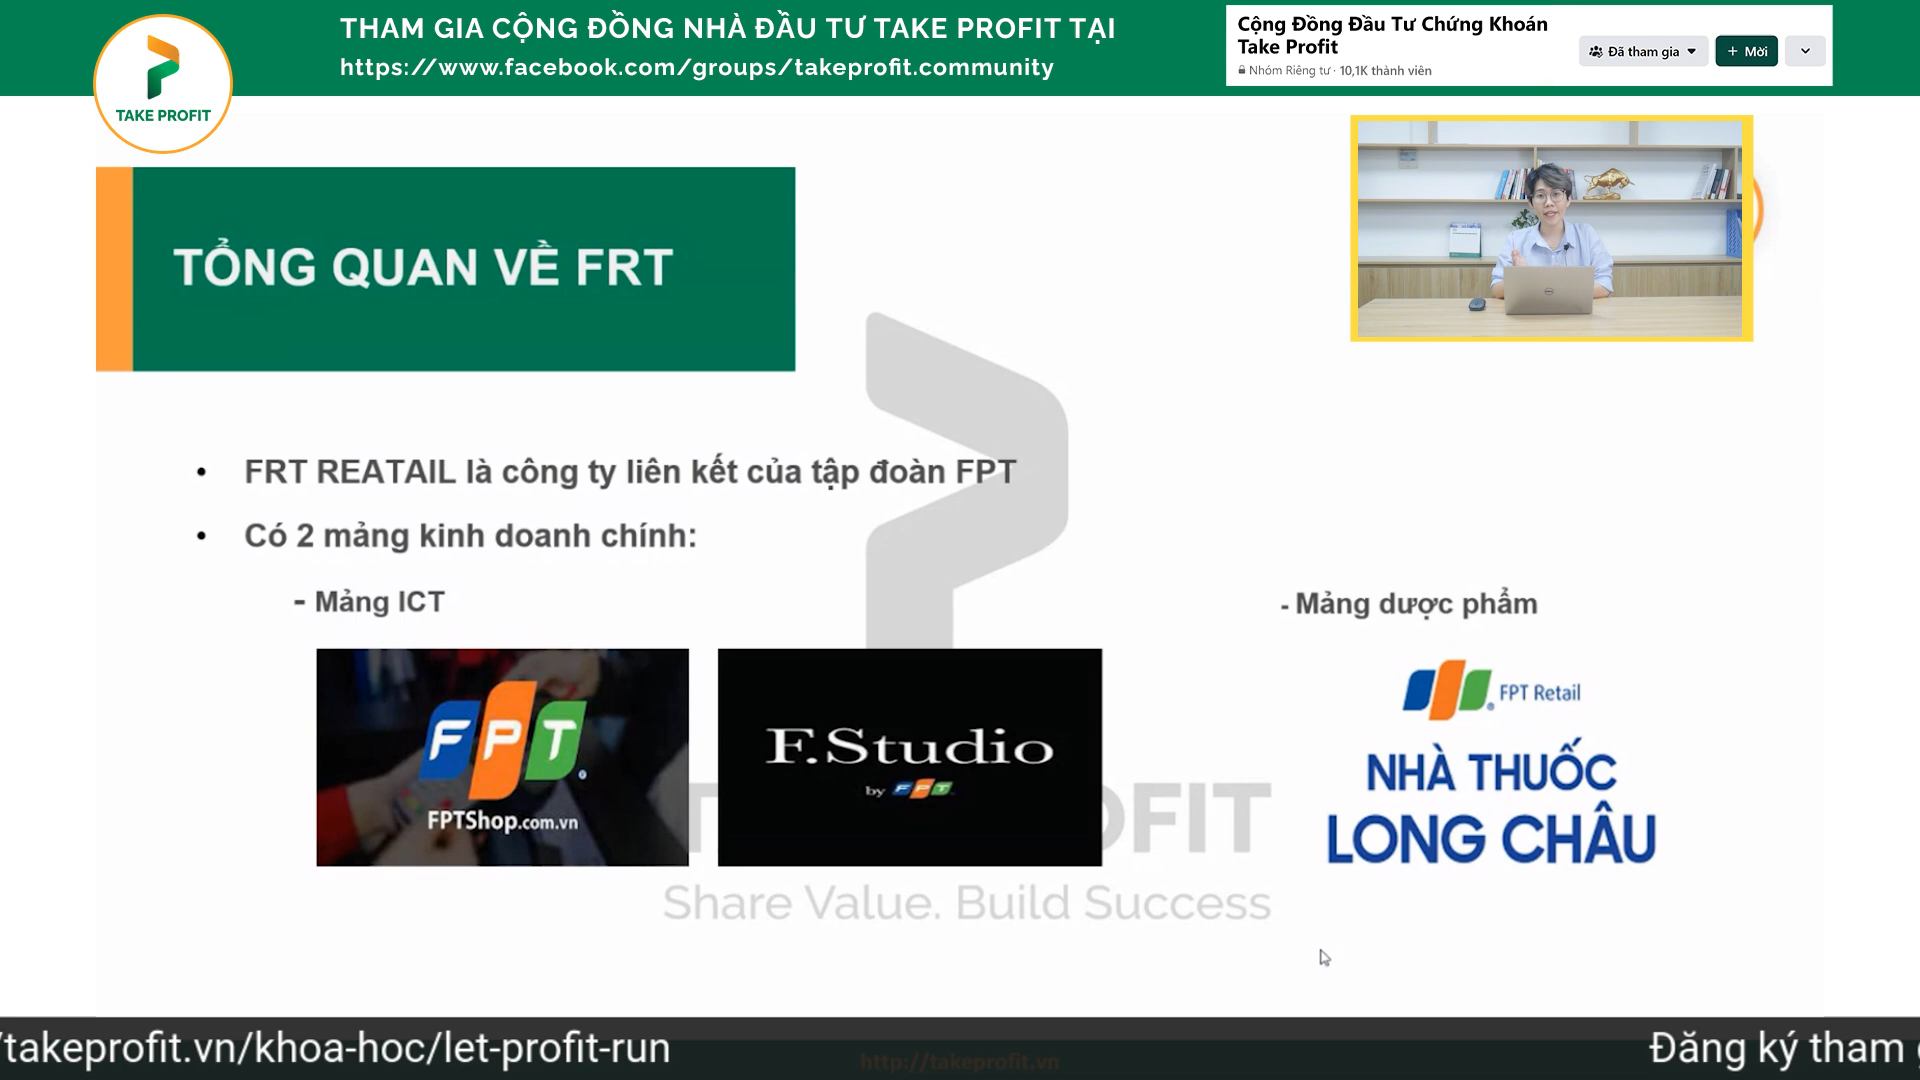 THAM GIA CỘNG ĐỒNG NHÀ ĐẦU TƯ TAKE PROFIT TẠI
https://www.facebook.com/groups/takeprofit.community
Cộng Đồng Đầu Tư Chứng Khoán
Take Profit
Nhóm Riêng tư · 10,1K thành viên
Đã tham gia
+ Mời
TAKE PROFIT
TỔNG QUAN VỀ FRT
• FRT REATAIL là công ty liên kết của tập đoàn FPT
• Có 2 mảng kinh doanh chính:
- Mảng ICT
- Mảng dược phẩm
FPT
FPTShop.com.vn
F.Studio
by FPT
FPT Retail
NHÀ THUỐC
LONG CHÂU
OFIT
Share Value. Build Success
/takeprofit.vn/khoa-hoc/let-profit-run
http://takeprofit.vn
Đăng ký tham